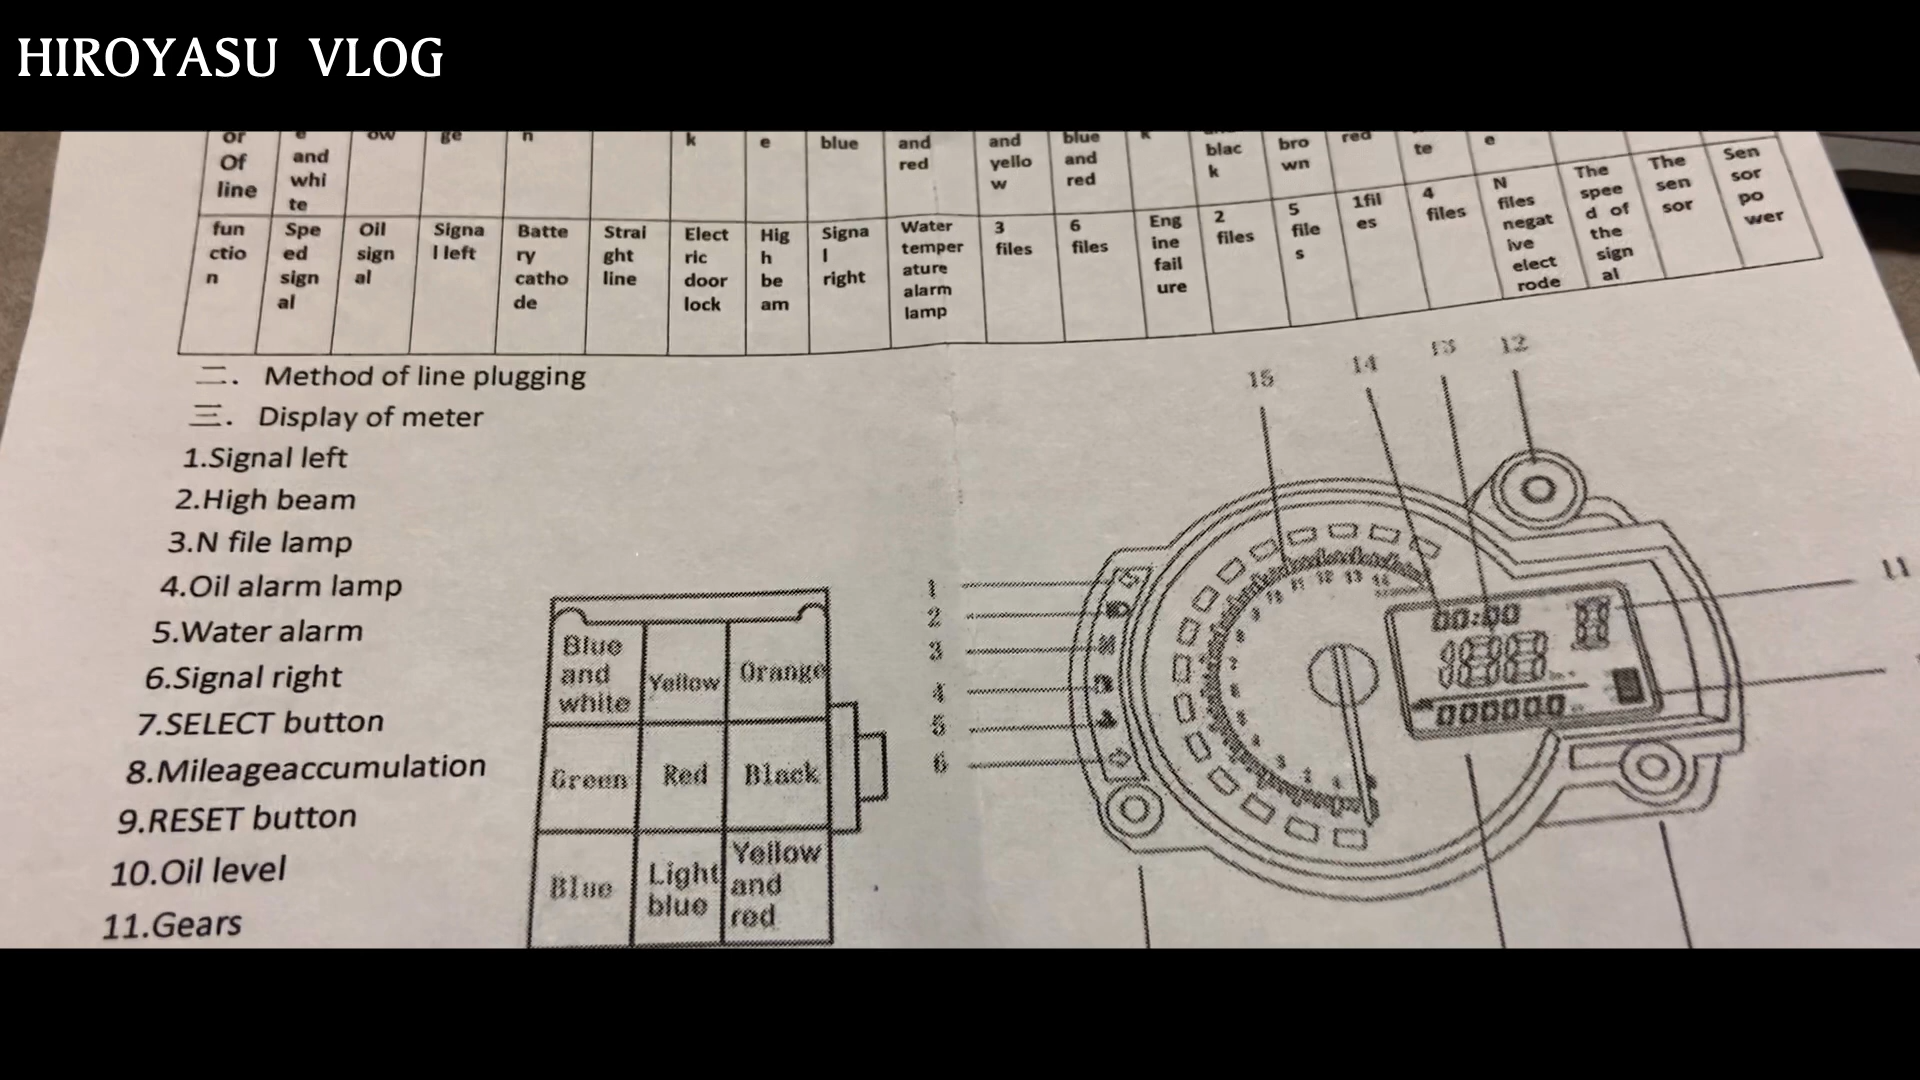 HIROYASU VLOG
or ow ge n k e blue and and blue blac bro red te e The The Sen
Of and red yello and k wn spee sen sor
line whi w red d of sor po
te the wer
sign
al
fun Spe Oil Signa Batte Strai Elect Hig Signa Water 3 6 Eng 2 5 1fil 4 N
ctio ed sign l left ry ght ric h l temper files files ine files file es files files
n sign al catho line door be right ature fail s negat
al de lock am alarm ure ive
lamp elect
rode
二. Method of line plugging
三. Display of meter
1.Signal left
2.High beam
3.N file lamp
4.Oil alarm lamp
5.Water alarm
6.Signal right
7.SELECT button
8.Mileageaccumulation
9.RESET button
10.Oil level
11.Gears
Blue and white Yellow Orange
Green Red Black
Blue Light blue Yellow and red
15 14 13 12
11
1
2
3
4
5
6
11 12 13
00:00
000000